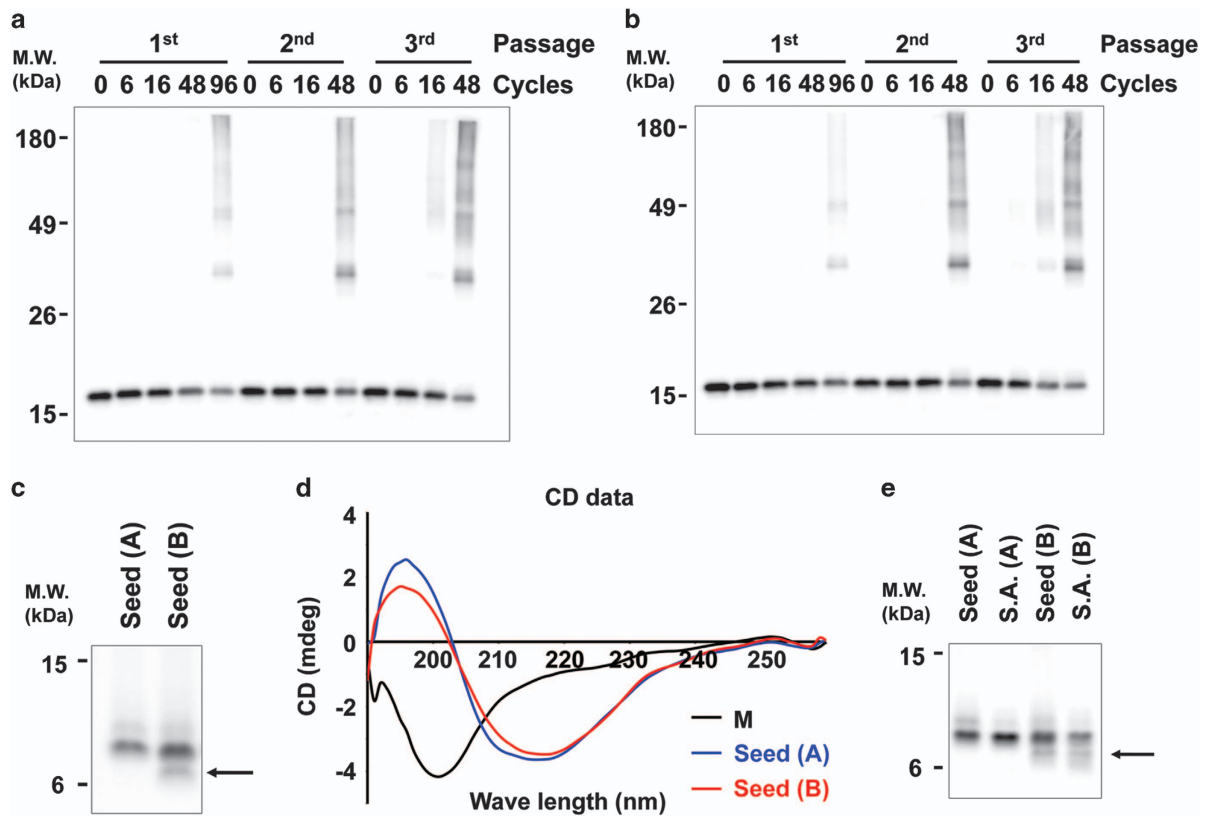 a
1st 2nd 3rd Passage
M.W.
(kDa)
0 6 16 48 96 0 6 16 48 0 6 16 48 Cycles
180-
49-
26-
15-
b
1st 2nd 3rd Passage
M.W.
(kDa)
0 6 16 48 96 0 6 16 48 0 6 16 48 Cycles
180-
49-
26-
15-
c
M.W.
(kDa)
Seed (A)
Seed (B)
15 -
6 -
d
CD data
CD (mdeg)
4
2
0
-2
-4
200 210 220 230 240 250
M
Seed (A)
Seed (B)
Wave length (nm)
e
M.W.
(kDa)
Seed (A)
S.A. (A)
Seed (B)
S.A. (B)
15 -
6 -